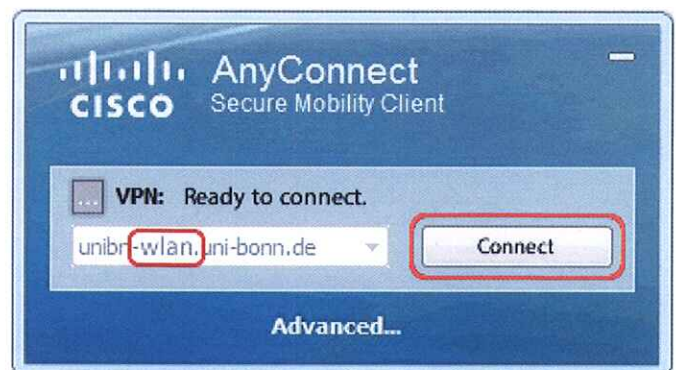 CISCO
AnyConnect
Secure Mobility Client
... VPN: Ready to connect.
unibn-wlan.uni-bonn.de
Connect
Advanced...